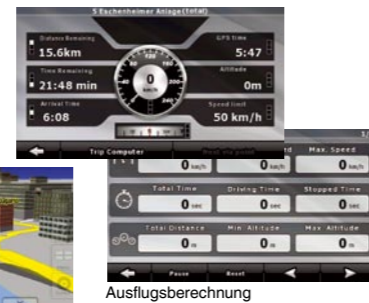 5 Eschenheimer Anlage(total)
Distance Remaining
15.6km
GPS time
5:47
Time Remaining
21:48 min
0
km/h
Altitude
0m
Arrival Time
6:08
Speed limit
50 km/h
Trip Computer
Max. Speed
0 km/h
0 km/h
0 km/h
Total Time
Driving Time
Stopped Time
0 sec
0 sec
0 sec
Total Distance
Min. Altitude
Max. Altitude
0 m
0 m
0 m
Pause
Reset
Ausflugsberechnung